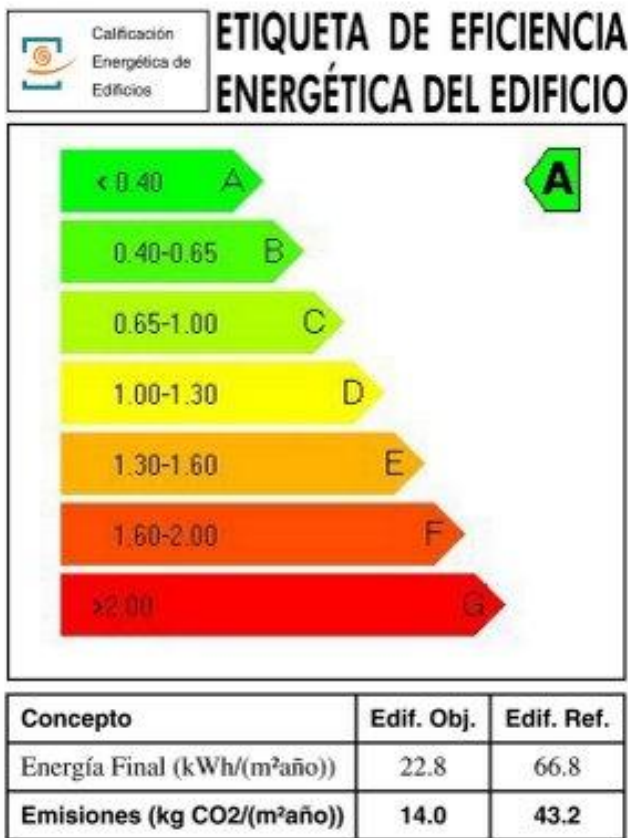 Calificación
Energética de
Edificios
ETIQUETA DE EFICIENCIA
ENERGÉTICA DEL EDIFICIO
< 0.40 A
A
0.40-0.65 B
0.65-1.00 C
1.00-1.30 D
1.30-1.60 E
1.60-2.00 F
>2.00 G
Concepto Edif. Obj. Edif. Ref.
Energía Final (kWh/(m²año)) 22.8 66.8
Emisiones (kg CO2/(m²año)) 14.0 43.2